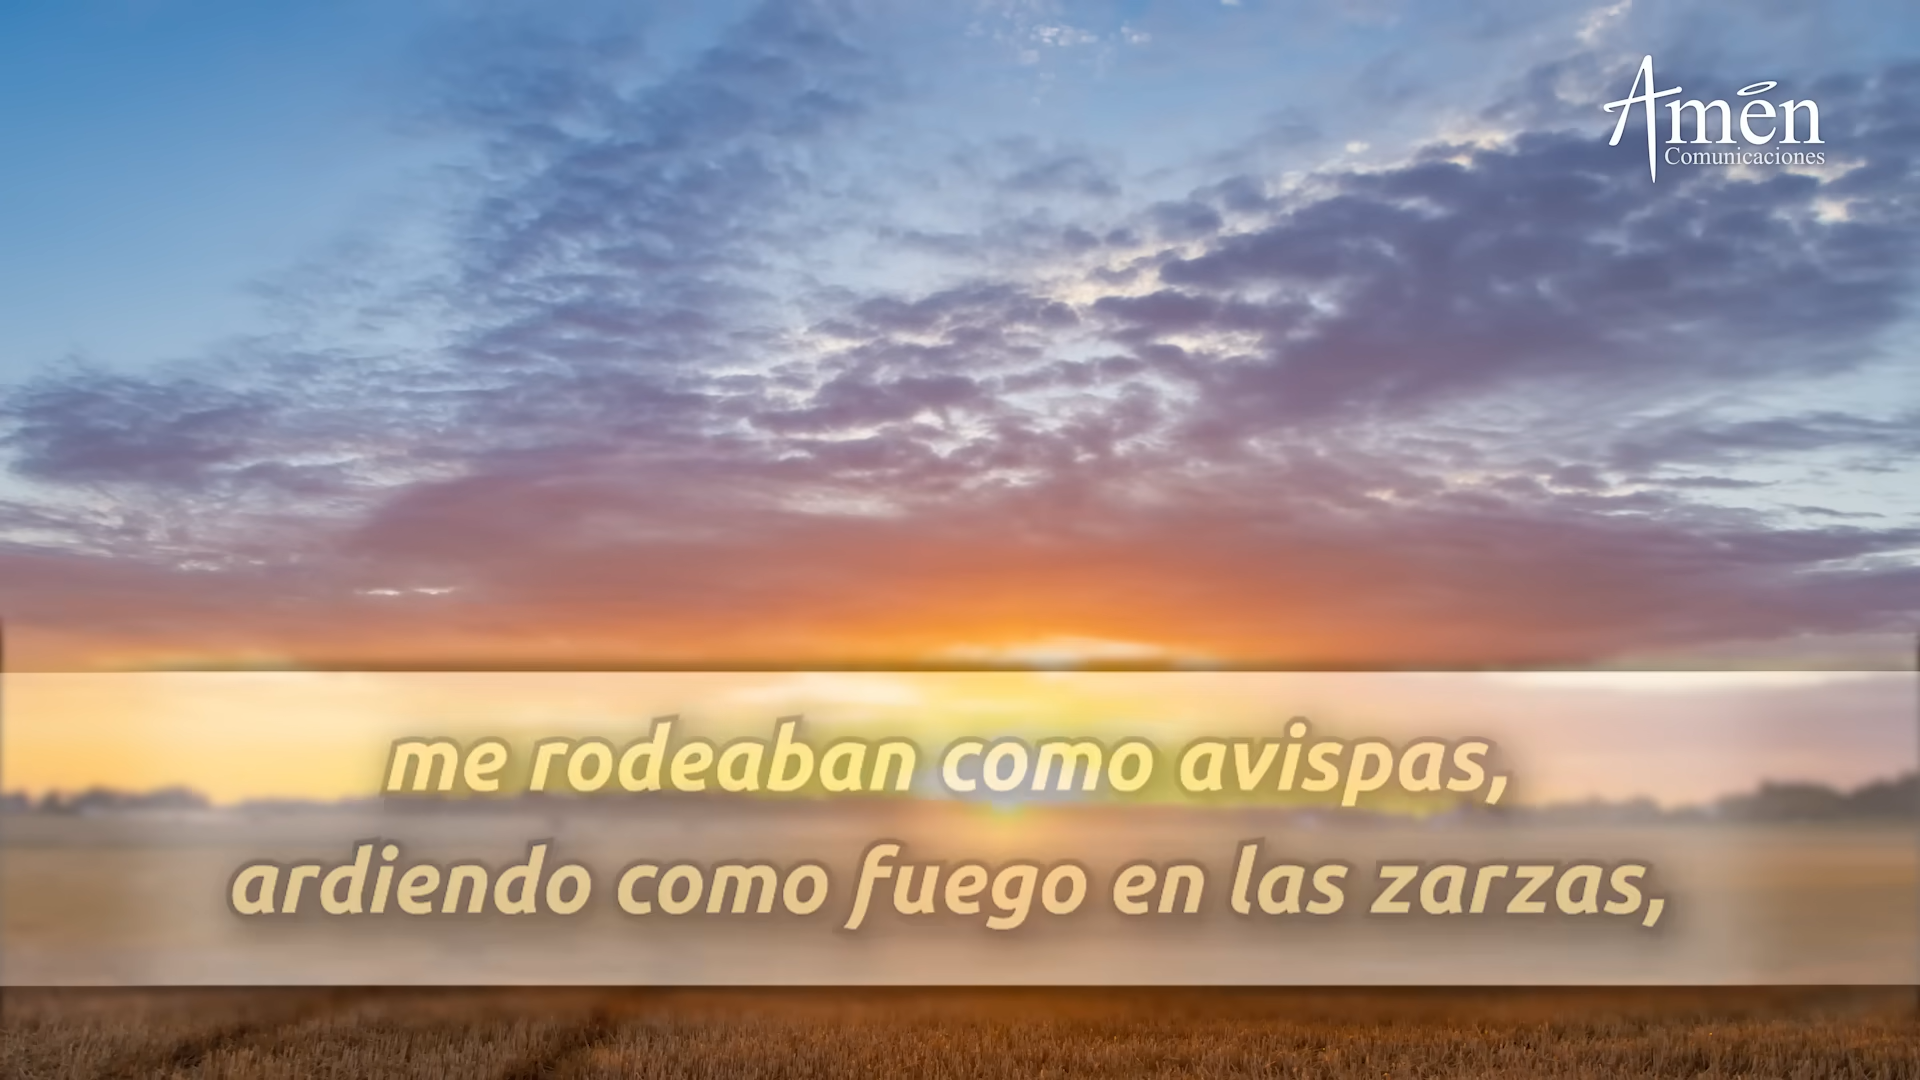 Amén
Comunicaciones
me rodeaban como avispas,
ardiendo como fuego en las zarzas,